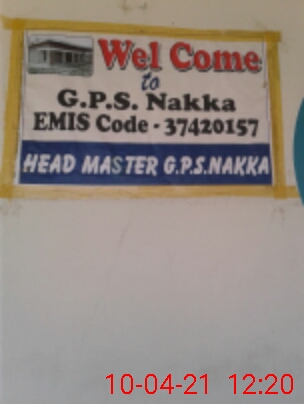 Wel Come
to
G.P.S. Nakka
EMIS Code - 37420157
HEAD MASTER G.P.S.NAKKA
10-04-21 12:20